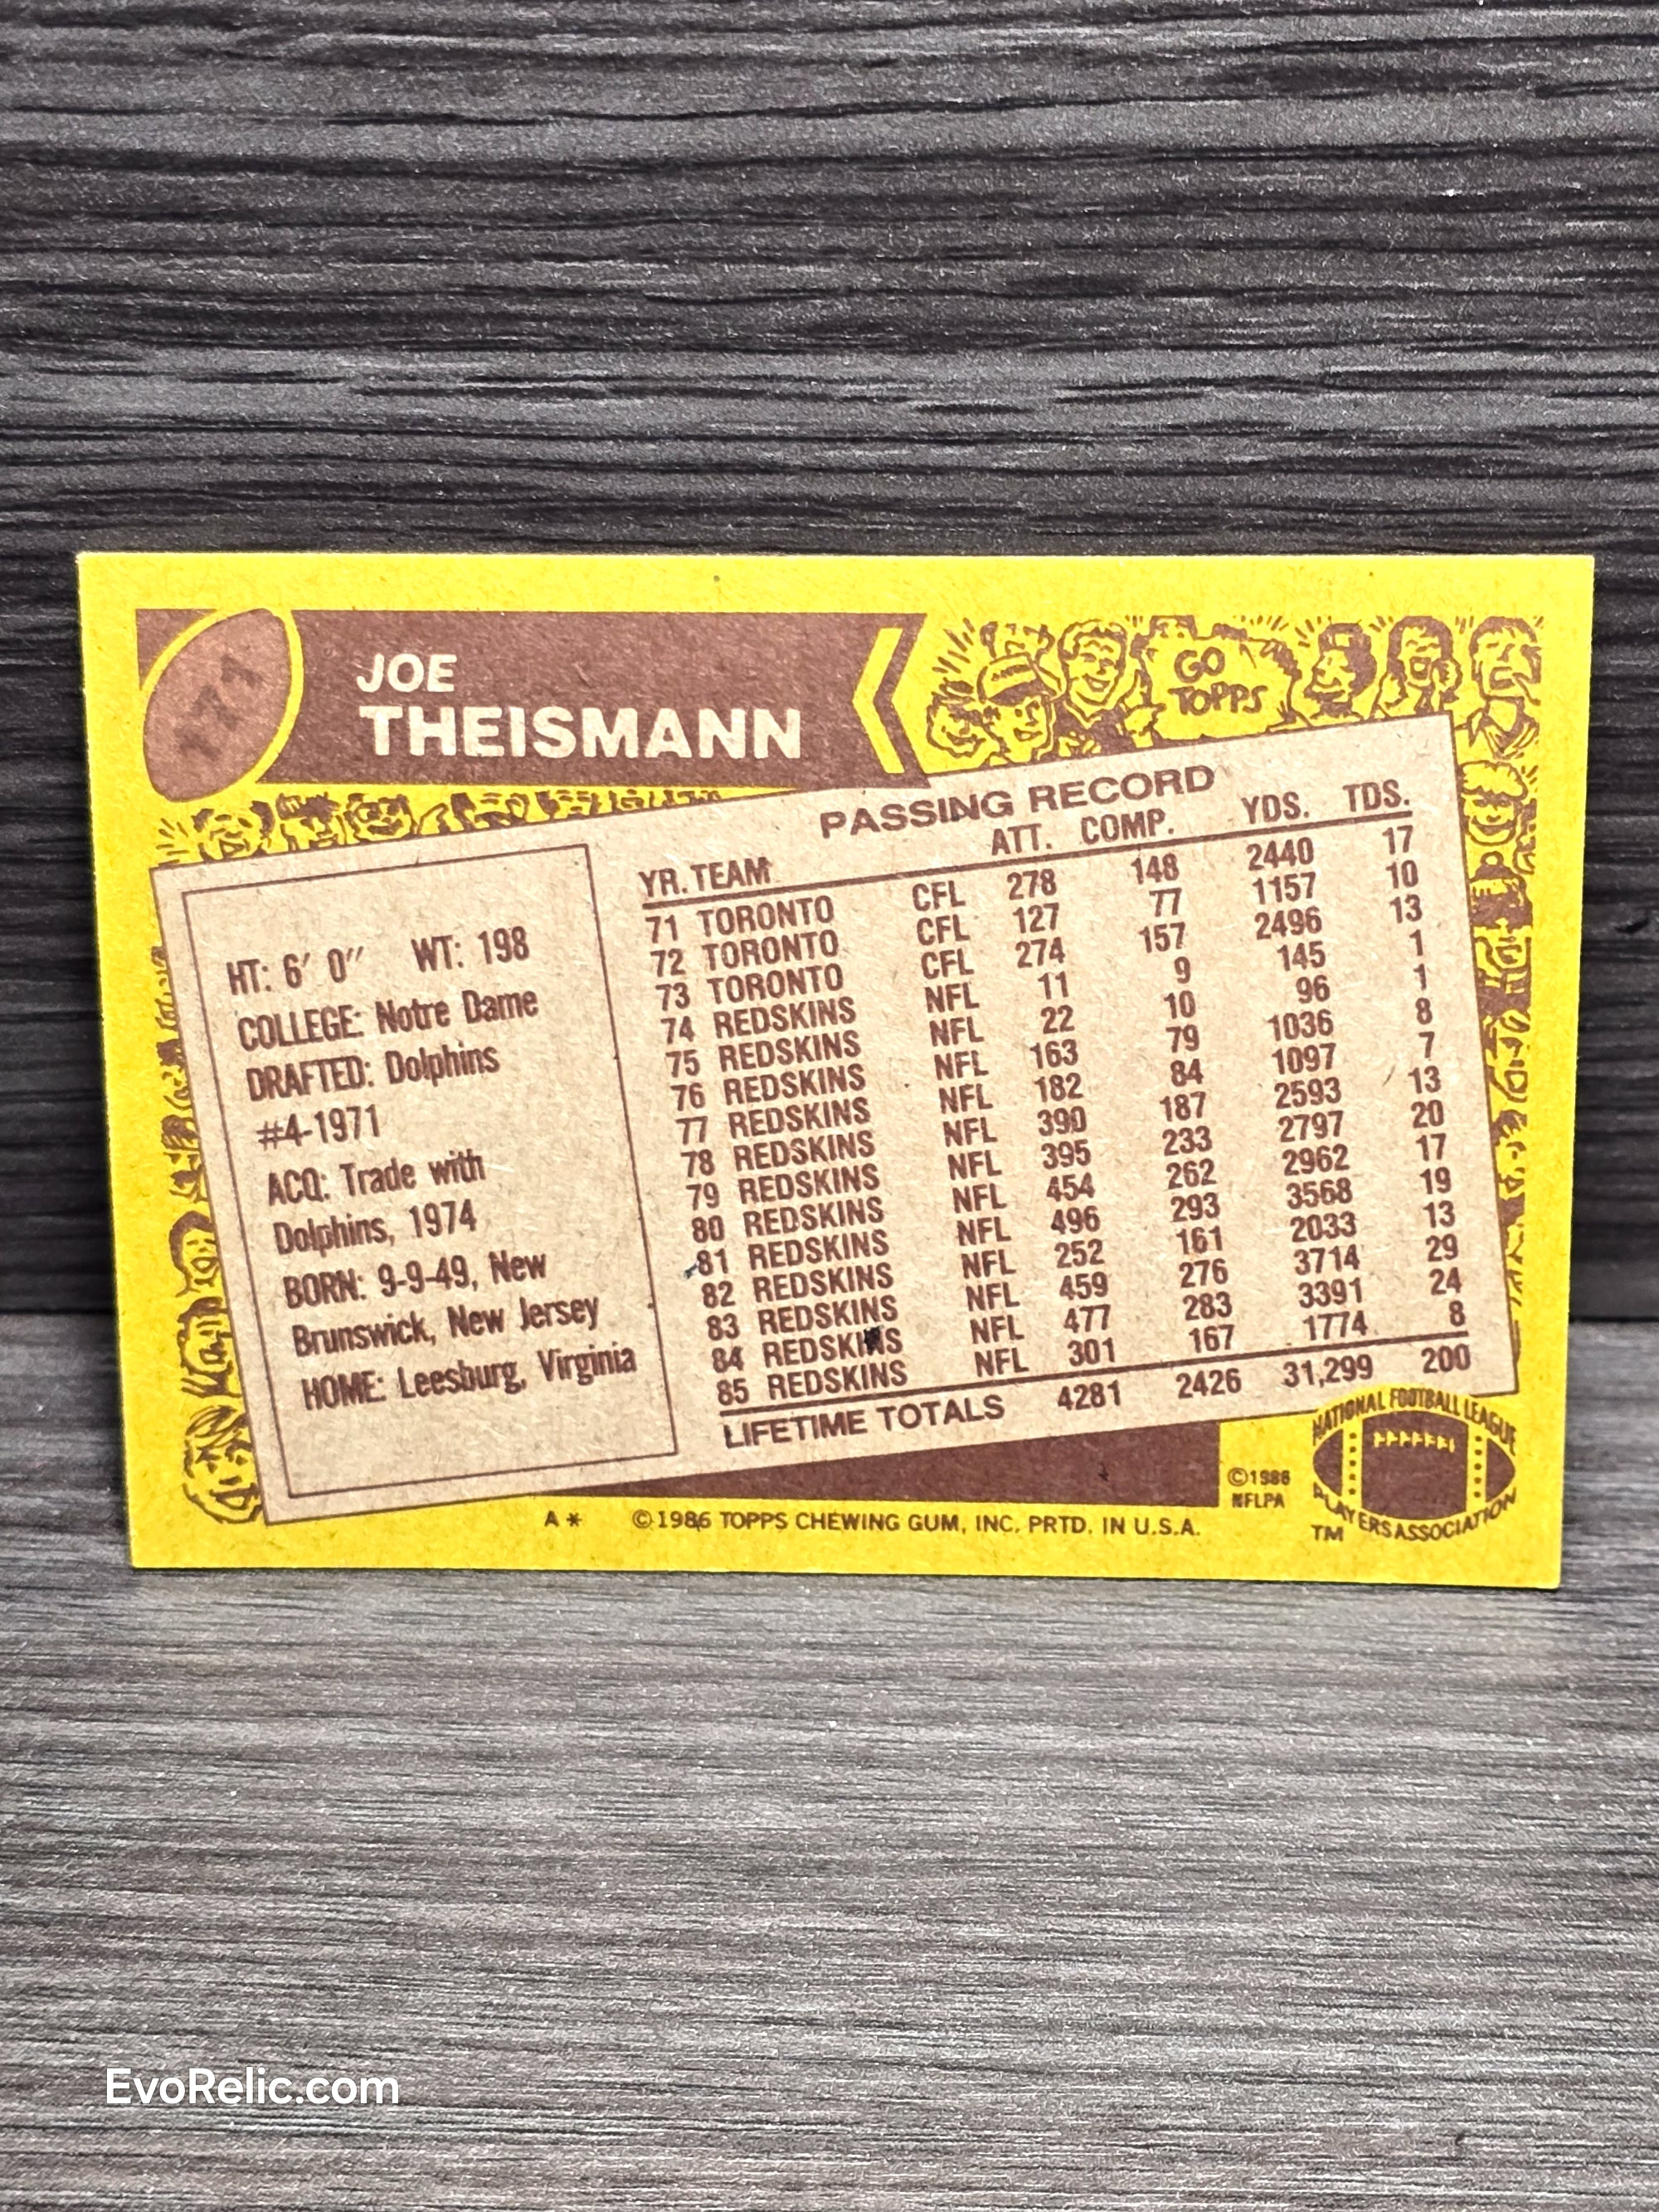 171
JOE
THEISMANN
GO
TOPPS
HT: 6' 0" WT: 198
COLLEGE: Notre Dame
DRAFTED: Dolphins
#4-1971
ACQ: Trade with
Dolphins, 1974
BORN: 9-9-49, New
Brunswick, New Jersey
HOME: Leesburg, Virginia
PASSING RECORD
YR. TEAM ATT. COMP. YDS. TDS.
71 TORONTO CFL 278 148 2440 17
72 TORONTO CFL 127 77 1157 10
73 TORONTO CFL 274 157 2496 13
74 REDSKINS NFL 11 9 145 1
75 REDSKINS NFL 22 10 96 1
76 REDSKINS NFL 163 79 1036 8
77 REDSKINS NFL 182 84 1097 7
78 REDSKINS NFL 390 187 2593 13
79 REDSKINS NFL 395 233 2797 20
80 REDSKINS NFL 454 262 2962 17
81 REDSKINS NFL 496 293 3568 19
82 REDSKINS NFL 252 161 2033 13
83 REDSKINS NFL 459 276 3714 29
84 REDSKINS NFL 477 283 3391 24
85 REDSKINS NFL 301 167 1774 8
LIFETIME TOTALS 4281 2426 31,299 200
A* © 1986 TOPPS CHEWING GUM, INC. PRTD. IN U.S.A.
© 1986
NFLPA
NATIONAL FOOTBALL LEAGUE
PLAYERS ASSOCIATION
TM
EvoRelic.com